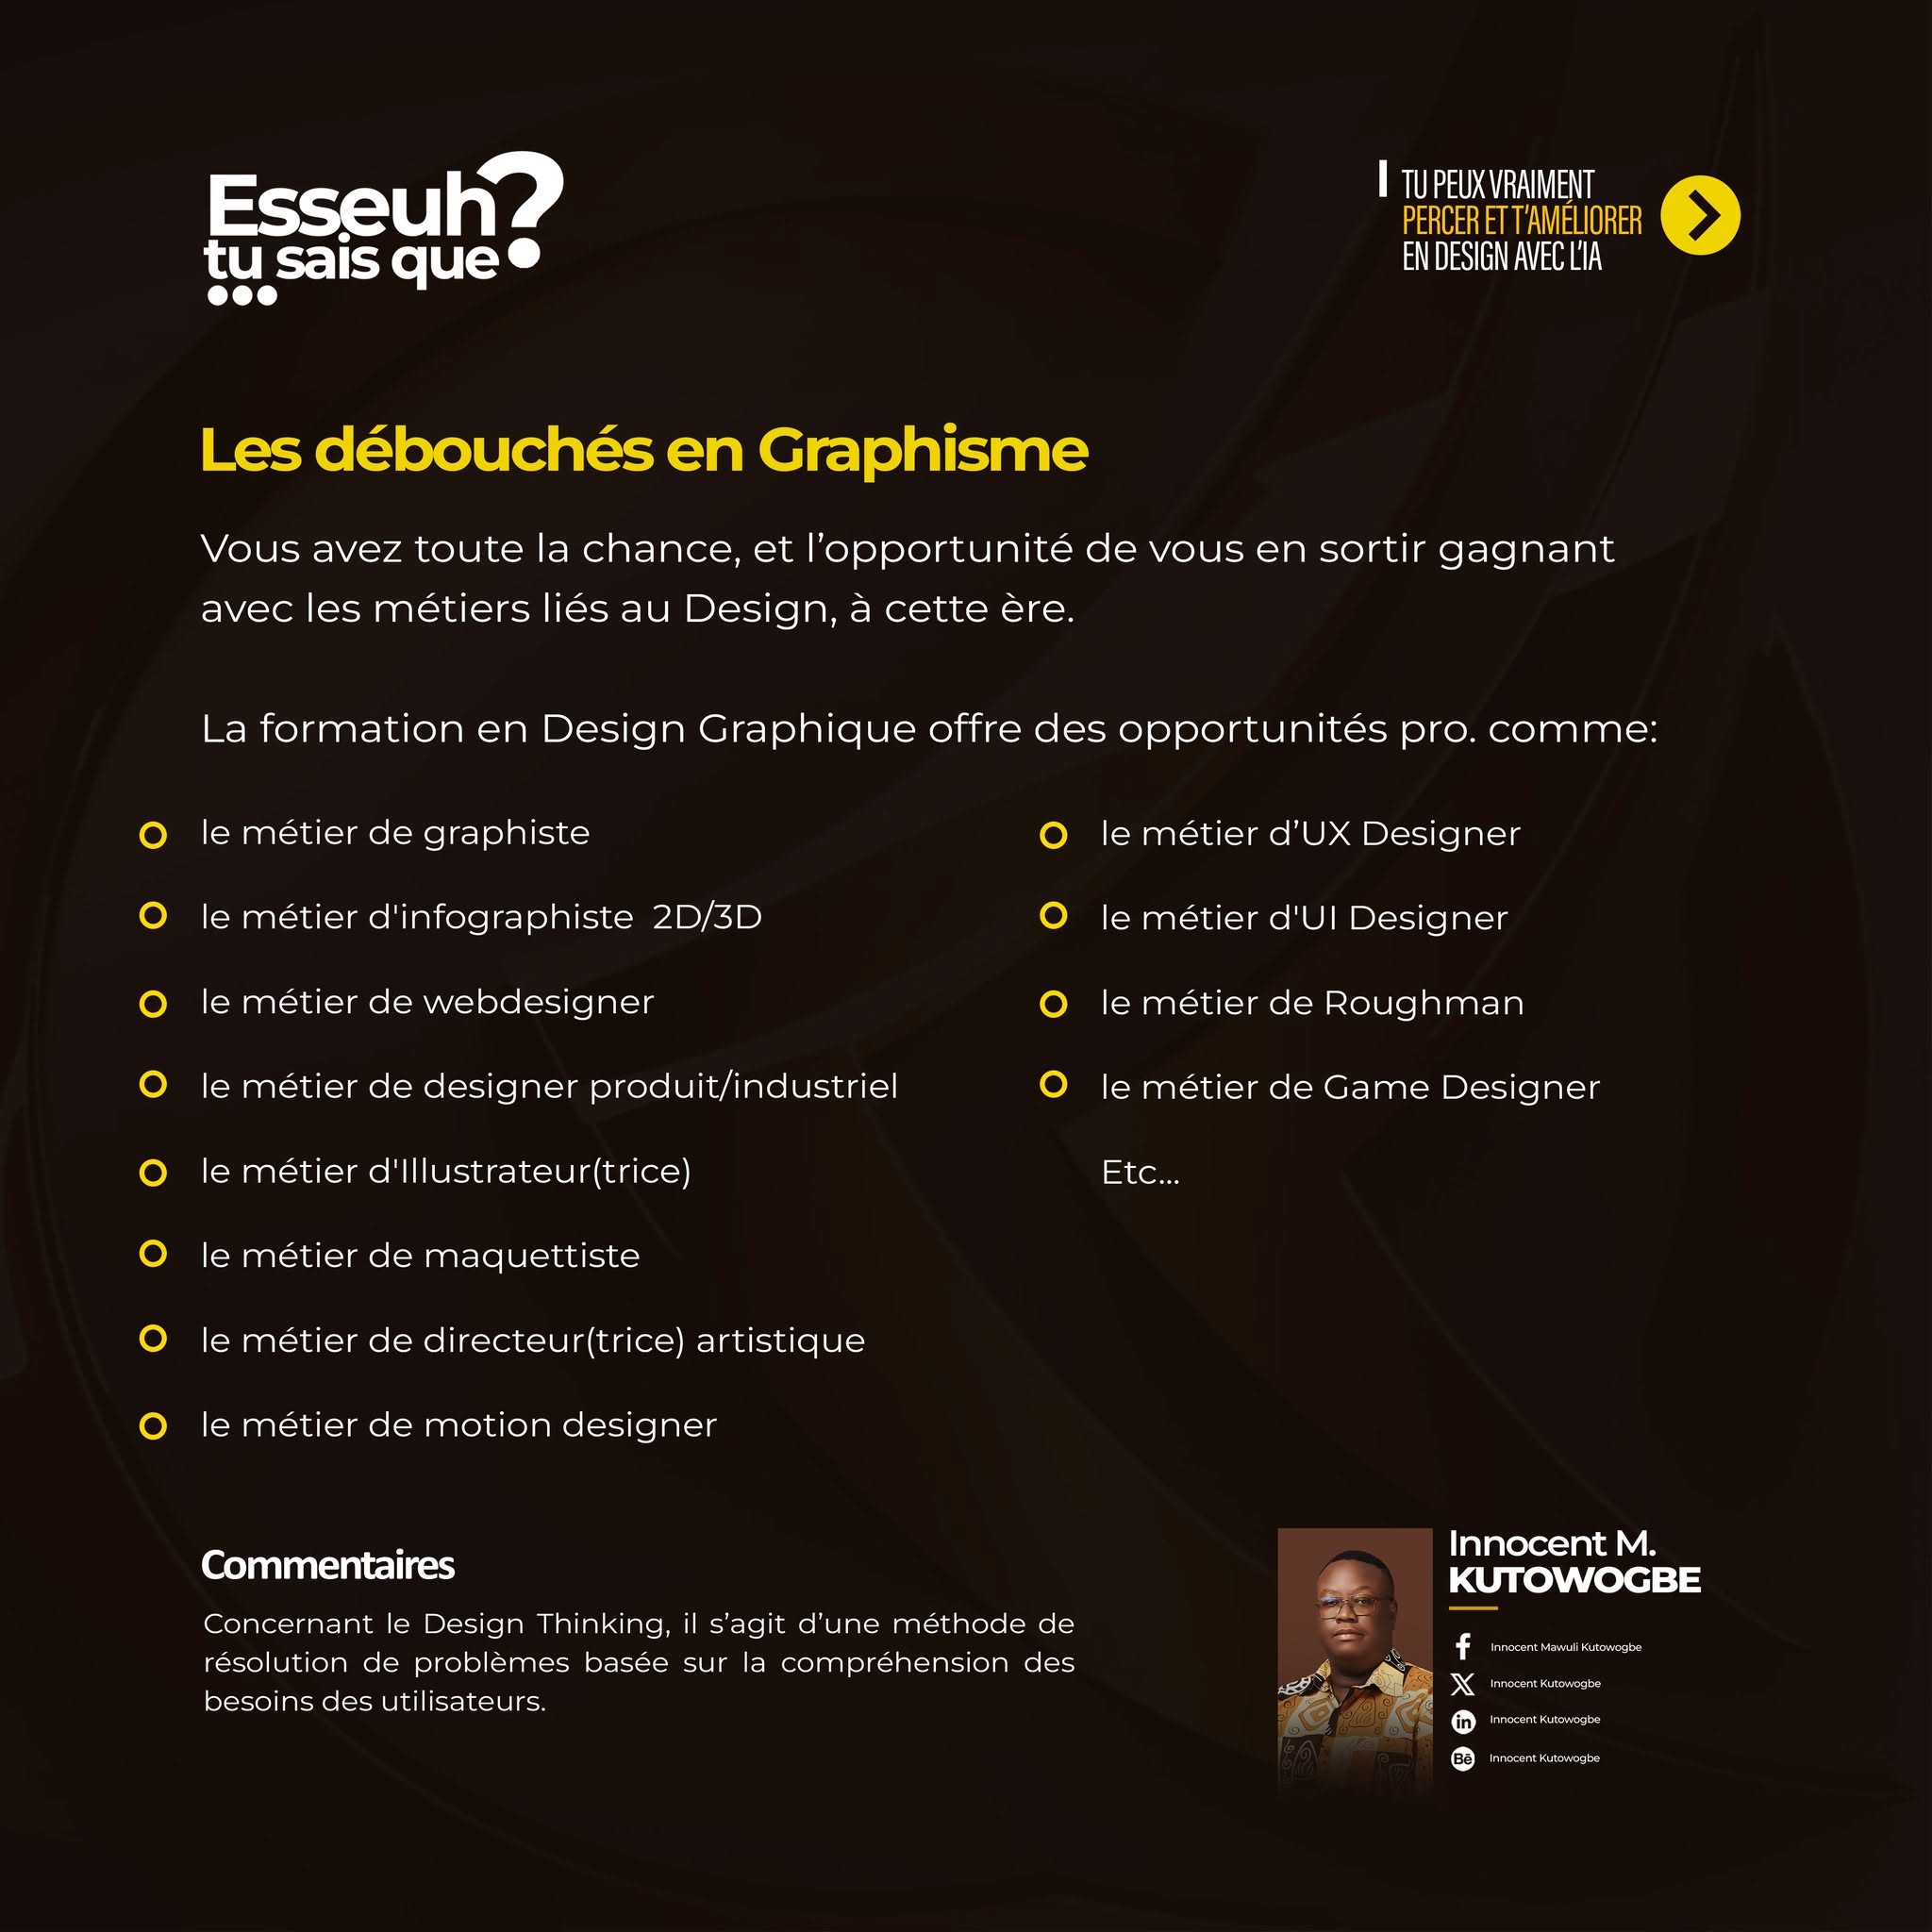 Esseuh?
tu sais que
...
TU PEUX VRAIMENT
PERCER ET T'AMÉLIORER
EN DESIGN AVEC L'IA
Les débouchés en Graphisme
Vous avez toute la chance, et l’opportunité de vous en sortir gagnant
avec les métiers liés au Design, à cette ère.
La formation en Design Graphique offre des opportunités pro. comme:
le métier de graphiste
le métier d'infographiste 2D/3D
le métier de webdesigner
le métier de designer produit/industriel
le métier d'Illustrateur(trice)
le métier de maquettiste
le métier de directeur(trice) artistique
le métier de motion designer
le métier d’UX Designer
le métier d'UI Designer
le métier de Roughman
le métier de Game Designer
Etc...
Commentaires
Concernant le Design Thinking, il s’agit d’une méthode de
résolution de problèmes basée sur la compréhension des
besoins des utilisateurs.
Innocent M.
KUTOWOGBE
Innocent Mawuli Kutowogbe
Innocent Kutowogbe
in Innocent Kutowogbe
Bē Innocent Kutowogbe